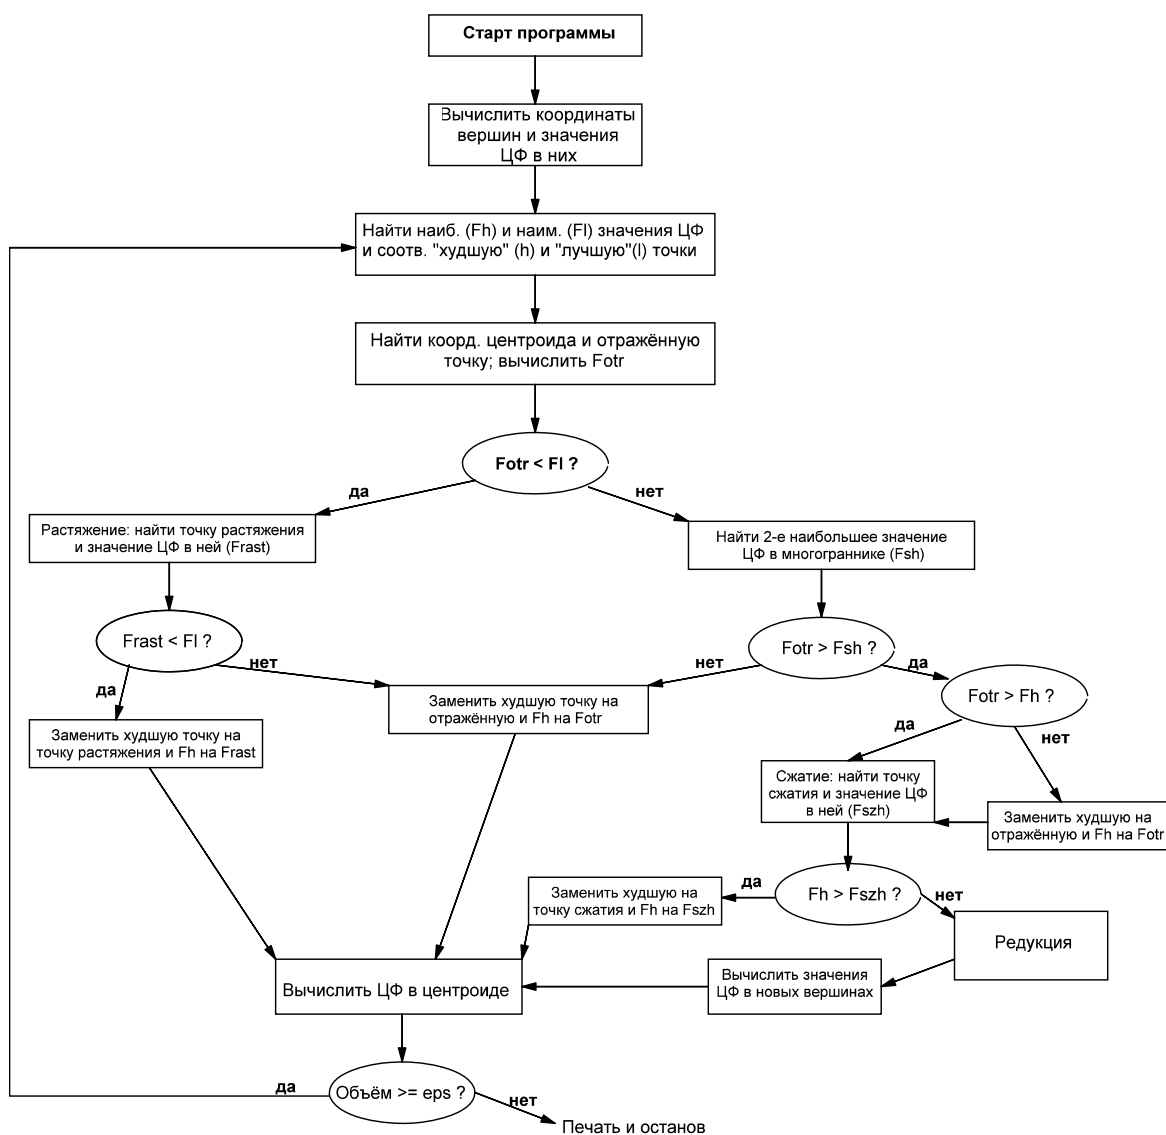 Старт программы
Вычислить координаты
вершин и значения
ЦФ в них
Найти наиб. (Fh) и наим. (Fl) значения ЦФ
и соотв. "худшую" (h) и "лучшую"(l) точки
Найти коорд. центроида и отражённую
точку; вычислить Fotr
Fotr < Fl ?
да
нет
Растяжение: найти точку растяжения
и значение ЦФ в ней (Frast)
Найти 2-е наибольшее значение
ЦФ в многограннике (Fsh)
Frast < Fl ?
Fotr > Fsh ?
нет
нет
да
да
Fotr > Fh ?
Заменить худшую точку на
отражённую и Fh на Fotr
Заменить худшую точку на
точку растяжения и Fh на Frast
да
нет
Сжатие: найти точку
сжатия и значение ЦФ
в ней (Fszh)
Заменить худшую на
отражённую и Fh на Fotr
Fh > Fszh ?
да
нет
Заменить худшую на
точку сжатия и Fh на Fszh
Редукция
Вычислить значения
ЦФ в новых вершинах
Вычислить ЦФ в центроиде
Объём >= eps ?
да
нет
Печать и останов